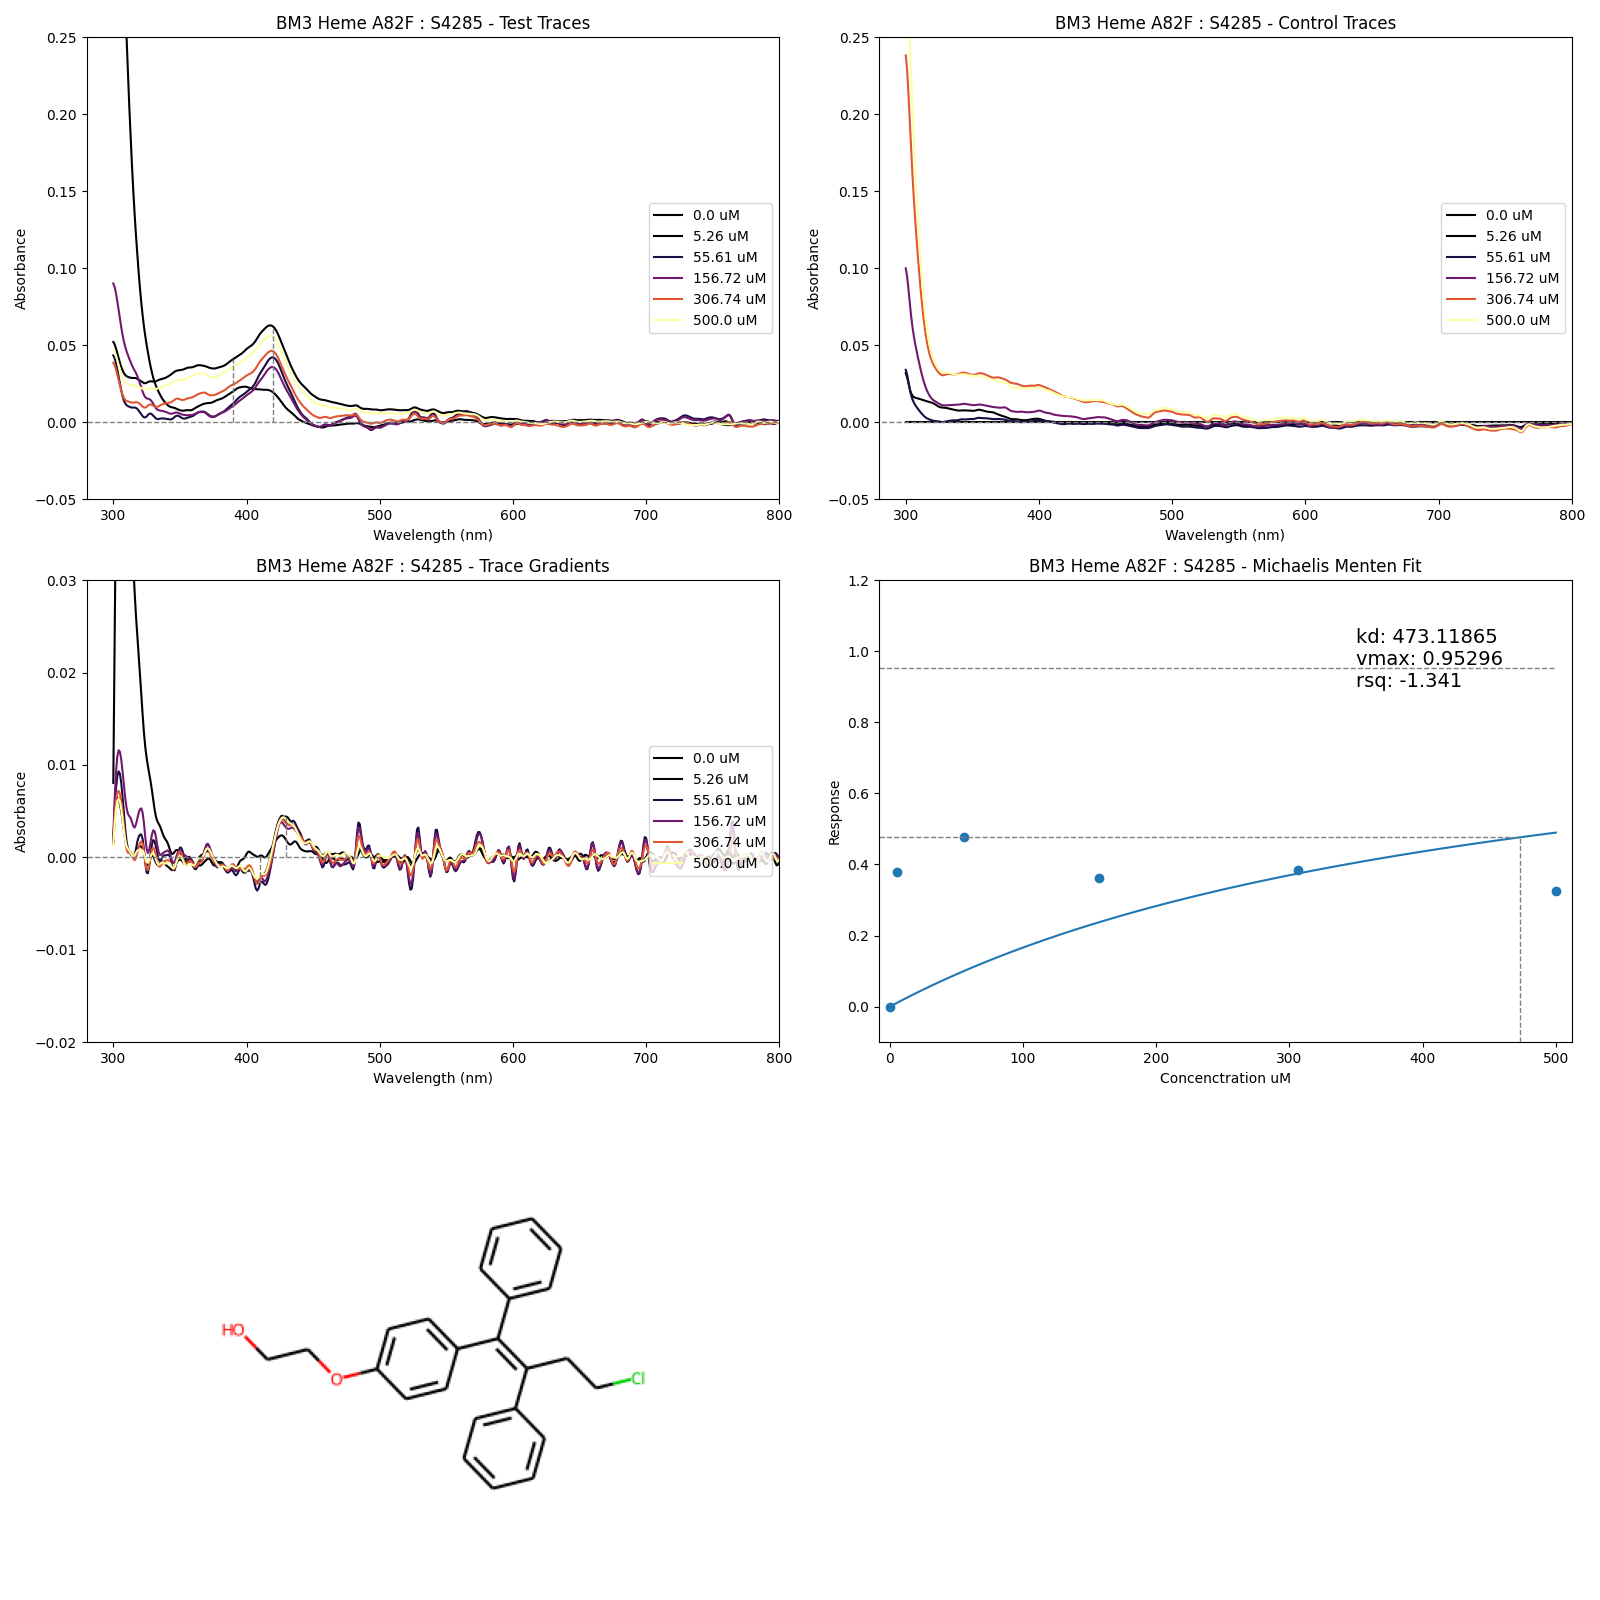 BM3 Heme A82F : S4285 - Test Traces
0.25
0.20
0.15
0.10
0.05
0.00
−0.05
Absorbance
300 400 500 600 700 800
Wavelength (nm)
0.0 uM
5.26 uM
55.61 uM
156.72 uM
306.74 uM
500.0 uM
BM3 Heme A82F : S4285 - Control Traces
0.25
0.20
0.15
0.10
0.05
0.00
−0.05
Absorbance
300 400 500 600 700 800
Wavelength (nm)
0.0 uM
5.26 uM
55.61 uM
156.72 uM
306.74 uM
500.0 uM
BM3 Heme A82F : S4285 - Trace Gradients
0.03
0.02
0.01
0.00
−0.01
−0.02
Absorbance
300 400 500 600 700 800
Wavelength (nm)
0.0 uM
5.26 uM
55.61 uM
156.72 uM
306.74 uM
500.0 uM
BM3 Heme A82F : S4285 - Michaelis Menten Fit
1.2
1.0
0.8
0.6
0.4
0.2
0.0
Response
0 100 200 300 400 500
Concenctration uM
kd: 473.11865
vmax: 0.95296
rsq: -1.341
HO
O
Cl